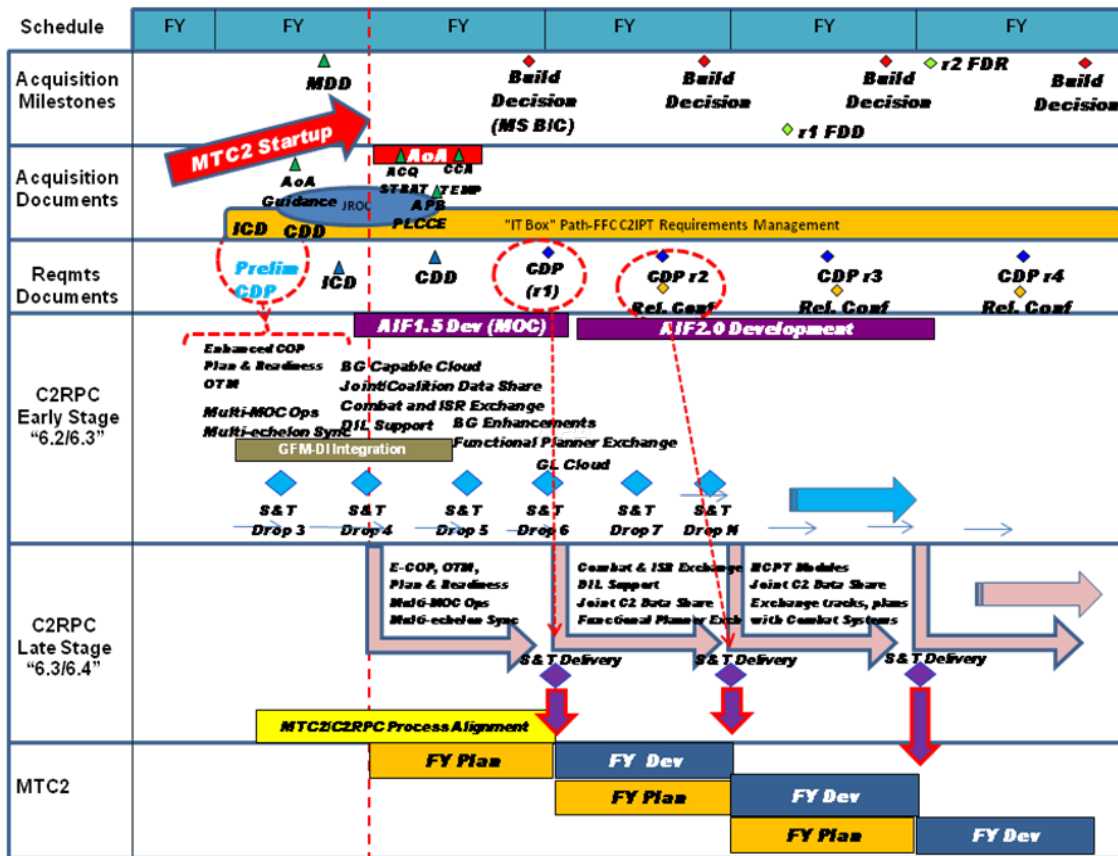 Schedule
FY
FY
FY
FY
FY
FY
Acquisition
Milestones
MDD
Build
Decision
(MS B/C)
Build
Decision
Build
Decision
r2 FDR
Build
Decision
r1 FDD
MTC2 Startup
Acquisition
Documents
AoA
Guidance
AoA
ACQ
STRAT
CCA
TEMP
JROC
APB
PLCCE
ICD
CDD
"IT Box" Path-FFC C2IPT Requirements Management
Reqmts
Documents
Prelim
CDP
ICD
CDD
CDP
(r1)
CDP r2
Rel. Conf
CDP r3
Rel. Conf
CDP r4
Rel. Conf
AIF1.5 Dev (MOC)
AIF2.0 Development
C2RPC
Early Stage
“6.2/6.3”
Enhanced COP
Plan & Readiness
OTM
Multi-MOC Ops
Multi-echelon Sync
BG Capable Cloud
Joint/Coalition Data Share
Combat and ISR Exchange
DIL Support
BG Enhancements
Functional Planner Exchange
GL Cloud
GFM-DI Integration
S & T
Drop 3
S & T
Drop 4
S & T
Drop 5
S & T
Drop 6
S & T
Drop 7
S & T
Drop N
C2RPC
Late Stage
“6.3/6.4”
E-COP, OTM,
Plan & Readiness
Multi-MOC Ops
Multi-echelon Sync
Combat & ISR Exchange
DIL Support
Joint C2 Data Share
Functional Planner Exch
Modules
Joint C2 Data Share
Exchange tracks, plans
with Combat Systems
S & T Delivery
S & T Delivery
S & T Delivery
MTC2/C2RPC Process Alignment
MTC2
FY Plan
FY Dev
FY Plan
FY Dev
FY Plan
FY Dev